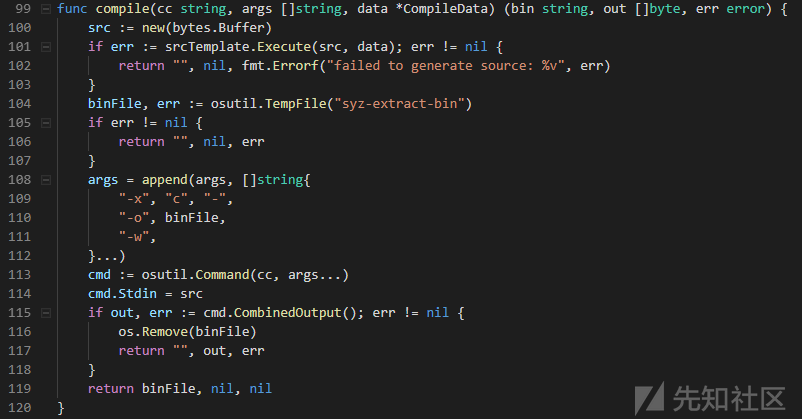 99 func compile(cc string, args []string, data *CompileData) (bin string, out []byte, err error) {
100 src := new(bytes.Buffer)
101 if err := srcTemplate.Execute(src, data); err != nil {
102 return "", nil, fmt.Errorf("failed to generate source: %v", err)
103 }
104 binFile, err := osutil.TempFile("syz-extract-bin")
105 if err != nil {
106 return "", nil, err
107 }
108 args = append(args, []string{
109 "-x", "c", "-",
110 "-o", binFile,
111 "-w",
112 }...)
113 cmd := osutil.Command(cc, args...)
114 cmd.Stdin = src
115 if out, err := cmd.CombinedOutput(); err != nil {
116 os.Remove(binFile)
117 return "", out, err
118 }
119 return binFile, nil, nil
120 }
先知社区